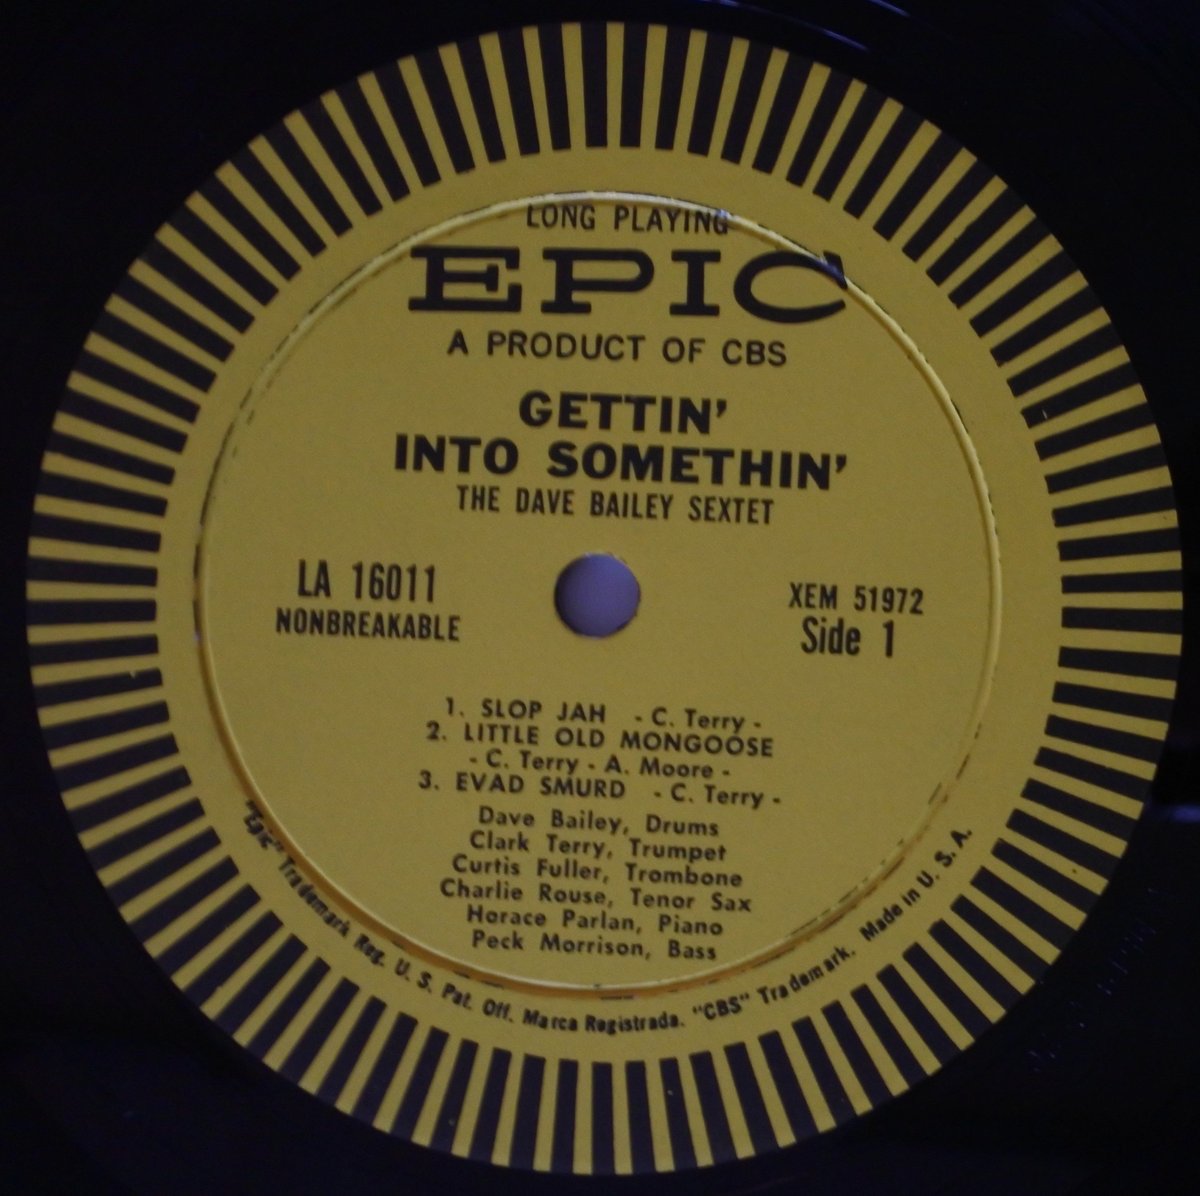 LONG PLAYING
EPIC
A PRODUCT OF CBS
GETTIN'
INTO SOMETHIN'
THE DAVE BAILEY SEXTET
LA 16011
NONBREAKABLE
XEM 51972
Side 1
1. SLOP JAH - C. Terry -
2. LITTLE OLD MONGOOSE
- C. Terry - A. Moore -
3. EVAD SMURD - C. Terry -
Dave Bailey, Drums
Clark Terry, Trumpet
Curtis Fuller, Trombone
Charlie Rouse, Tenor Sax
Horace Parlan, Piano
Peck Morrison, Bass
"Epic" Trademark Reg. U. S. Pat. Off. Marca Registrada. "CBS" Trademark. Made in U. S. A.